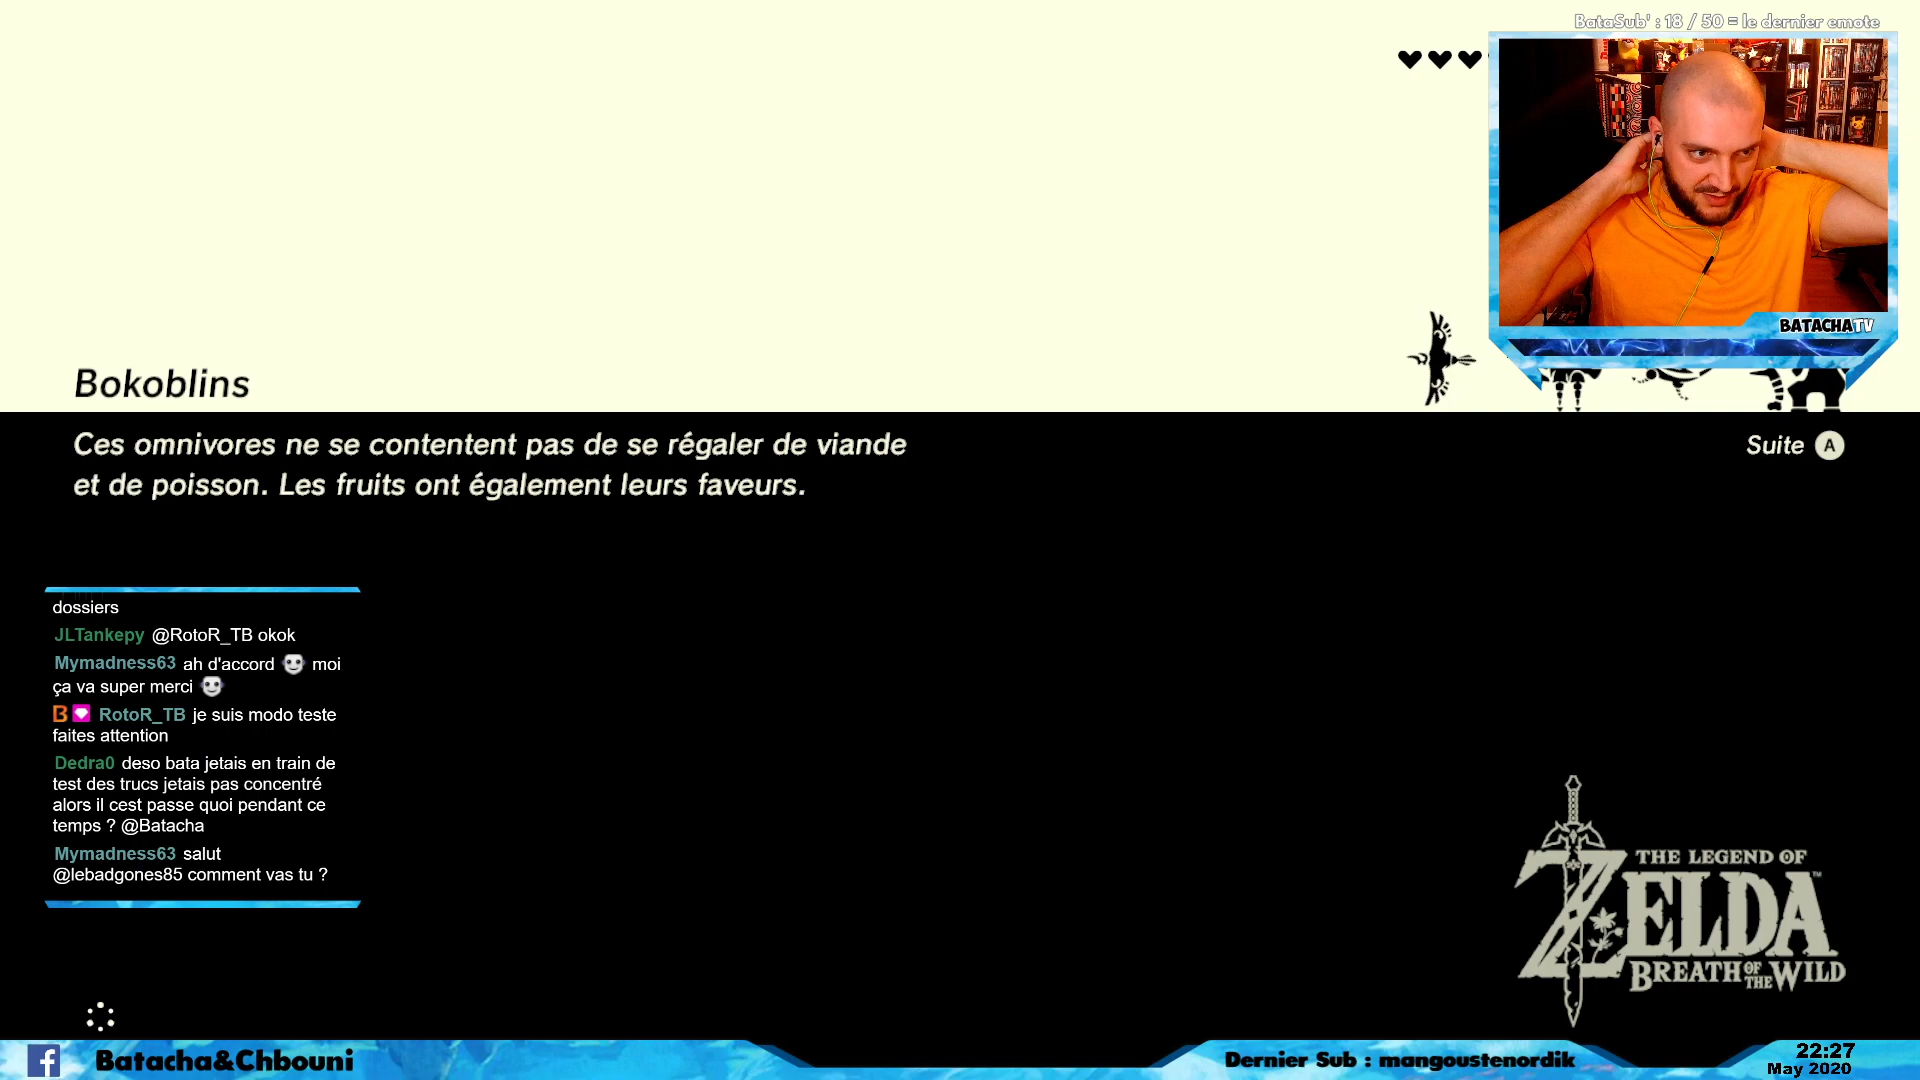 BataSub' : 18 / 50 = le dernier emote
BATACHATV
Bokoblins
Ces omnivores ne se contentent pas de se régaler de viande
et de poisson. Les fruits ont également leurs faveurs.
Suite A
dossiers
JLTankepy @RotoR_TB okok
Mymadness63 ah d'accord moi
ça va super merci
B RotoR_TB je suis modo teste
faites attention
Dedra0 deso bata jetais en train de
test des trucs jetais pas concentré
alors il cest passe quoi pendant ce
temps ? @Batacha
Mymadness63 salut
@lebadgones85 comment vas tu ?
THE LEGEND OF
ZELDA™
BREATH OF THE WILD
f Batacha&Chbouni
Dernier Sub : mangoustenordik
22:27
May 2020